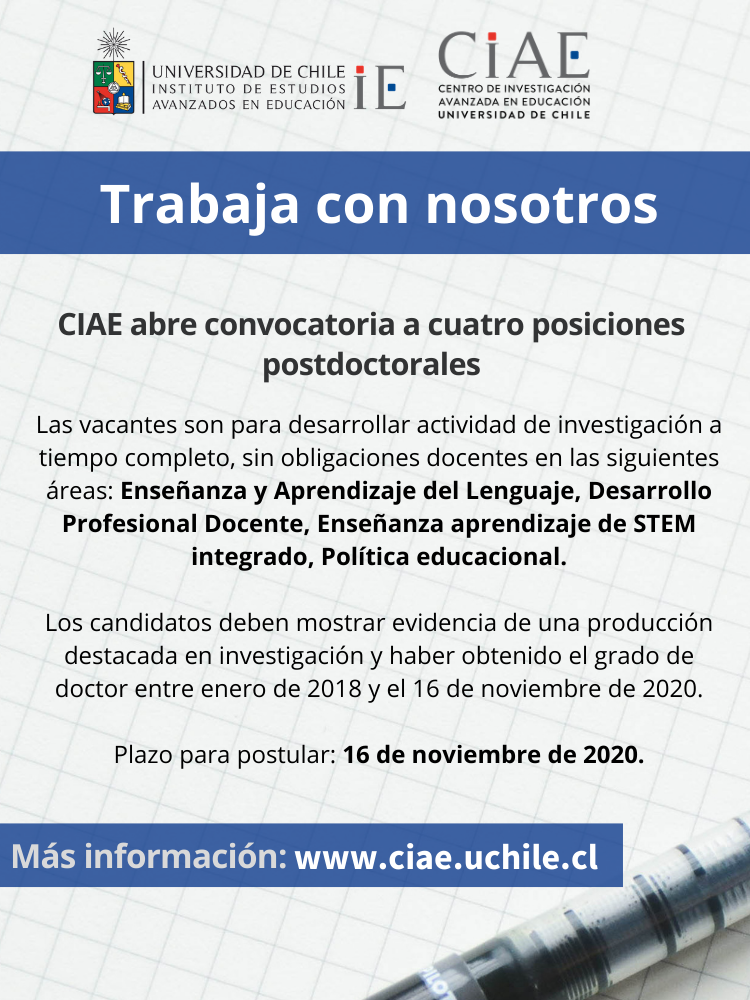 UNIVERSIDAD DE CHILE
INSTITUTO DE ESTUDIOS
AVANZADOS EN EDUCACIÓN
iE
CiAE
CENTRO DE INVESTIGACIÓN
AVANZADA EN EDUCACIÓN
UNIVERSIDAD DE CHILE
Trabaja con nosotros
CIAE abre convocatoria a cuatro posiciones
postdoctorales
Las vacantes son para desarrollar actividad de investigación a
tiempo completo, sin obligaciones docentes en las siguientes
áreas: Enseñanza y Aprendizaje del Lenguaje, Desarrollo
Profesional Docente, Enseñanza aprendizaje de STEM
integrado, Política educacional.
Los candidatos deben mostrar evidencia de una producción
destacada en investigación y haber obtenido el grado de
doctor entre enero de 2018 y el 16 de noviembre de 2020.
Plazo para postular: 16 de noviembre de 2020.
Más información: www.ciae.uchile.cl
PILOT